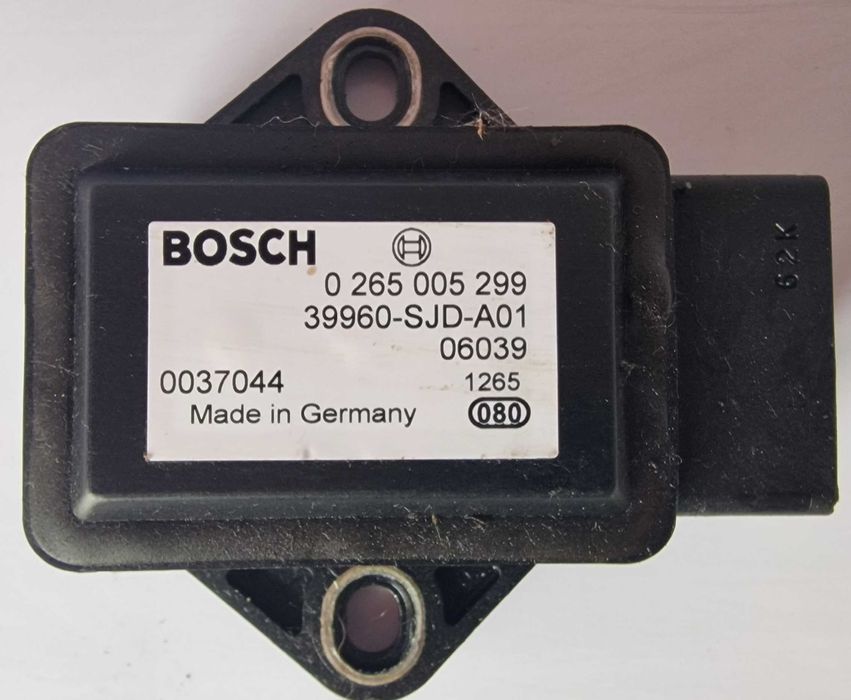 BOSCH
0 265 005 299
39960-SJD-A01
06039
0037044 1265
Made in Germany 080
62K